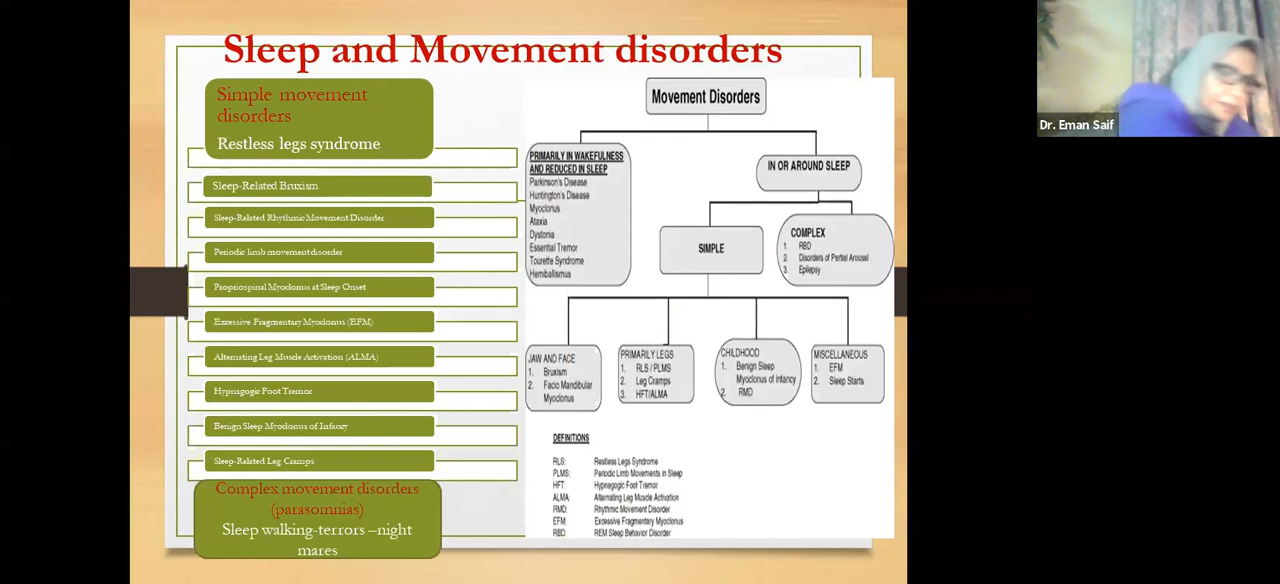 Sleep and Movement disorders
Simple movement
disorders
Restless legs syndrome
Sleep-Related Bruxism
Sleep-Related Rhythmic Movement Disorder
Periodic limb movement disorder
Propriospinal Myoclonus at Sleep Onset
Excessive Fragmentary Myoclonus (EFM)
Alternating Leg Muscle Activation (ALMA)
Hypnagogic Foot Tremor
Benign Sleep Myoclonus of Infancy
Sleep-Related Leg Cramps
Complex movement disorders
(parasomnias)
Sleep walking-terrors –night
mares
Movement Disorders
PRIMARILY IN WAKEFULNESS
AND REDUCED IN SLEEP
Parkinson's Disease
Huntington's Disease
Myoclonus
Ataxia
Dystonia
Essential Tremor
Tourette Syndrome
Hemiballismus
IN OR AROUND SLEEP
SIMPLE
COMPLEX
1. RBD
2. Disorders of Partial Arousal
3. Epilepsy
JAW AND FACE
1. Bruxism
2. Facio Mandibular
Myoclonus
PRIMARILY LEGS
1. RLS / PLMS
2. Leg Cramps
3. HFT/ALMA
CHILDHOOD
1. Benign Sleep
Myoclonus of Infancy
2. RMD
MISCELLANEOUS
1. EFM
2. Sleep Starts
DEFINITIONS
RLS: Restless Legs Syndrome
PLMS: Periodic Limb Movements in Sleep
HFT: Hypnagogic Foot Tremor
ALMA: Alternating Leg Muscle Activation
RMD: Rhythmic Movement Disorder
EFM: Excessive Fragmentary Myoclonus
RBD: REM Sleep Behavior Disorder
Dr. Eman Saif